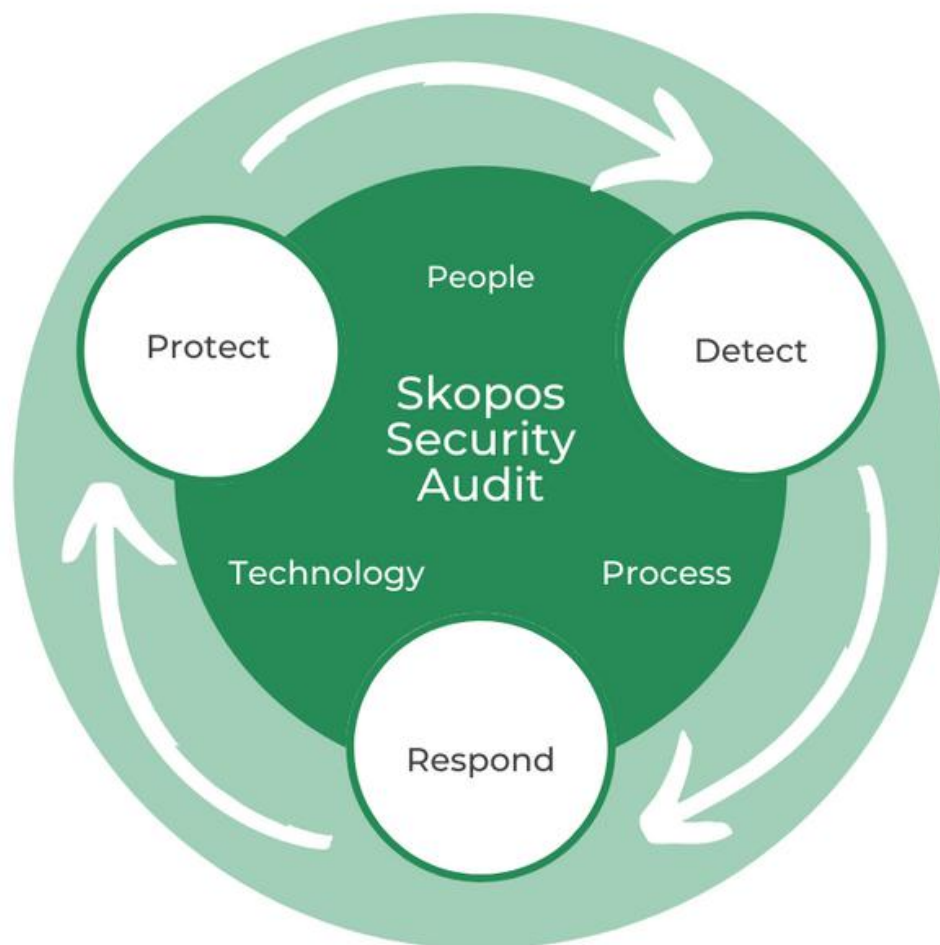 People
Protect
Detect
Skopos
Security
Audit
Technology
Process
Respond